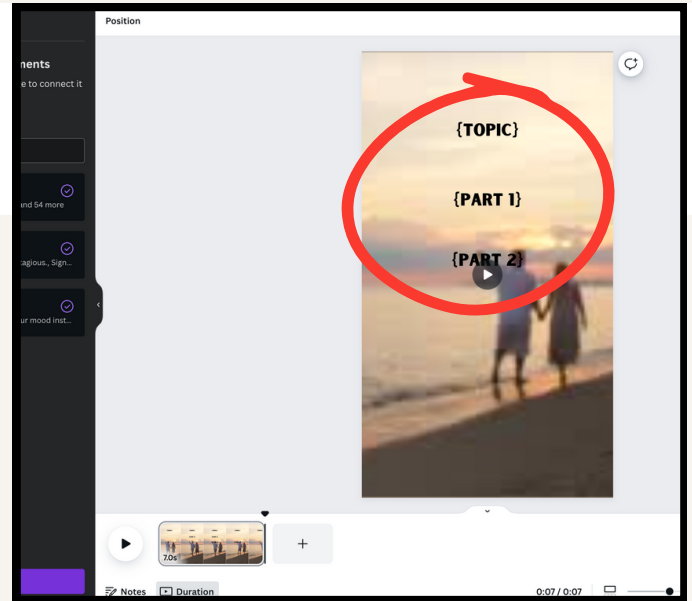 Position
ments
e to connect it
and 54 more
tagious., Sign...
ur mood inst...
{TOPIC}
{PART 1}
{PART 2}
7.0s
+
Notes
Duration
0:07 / 0:07